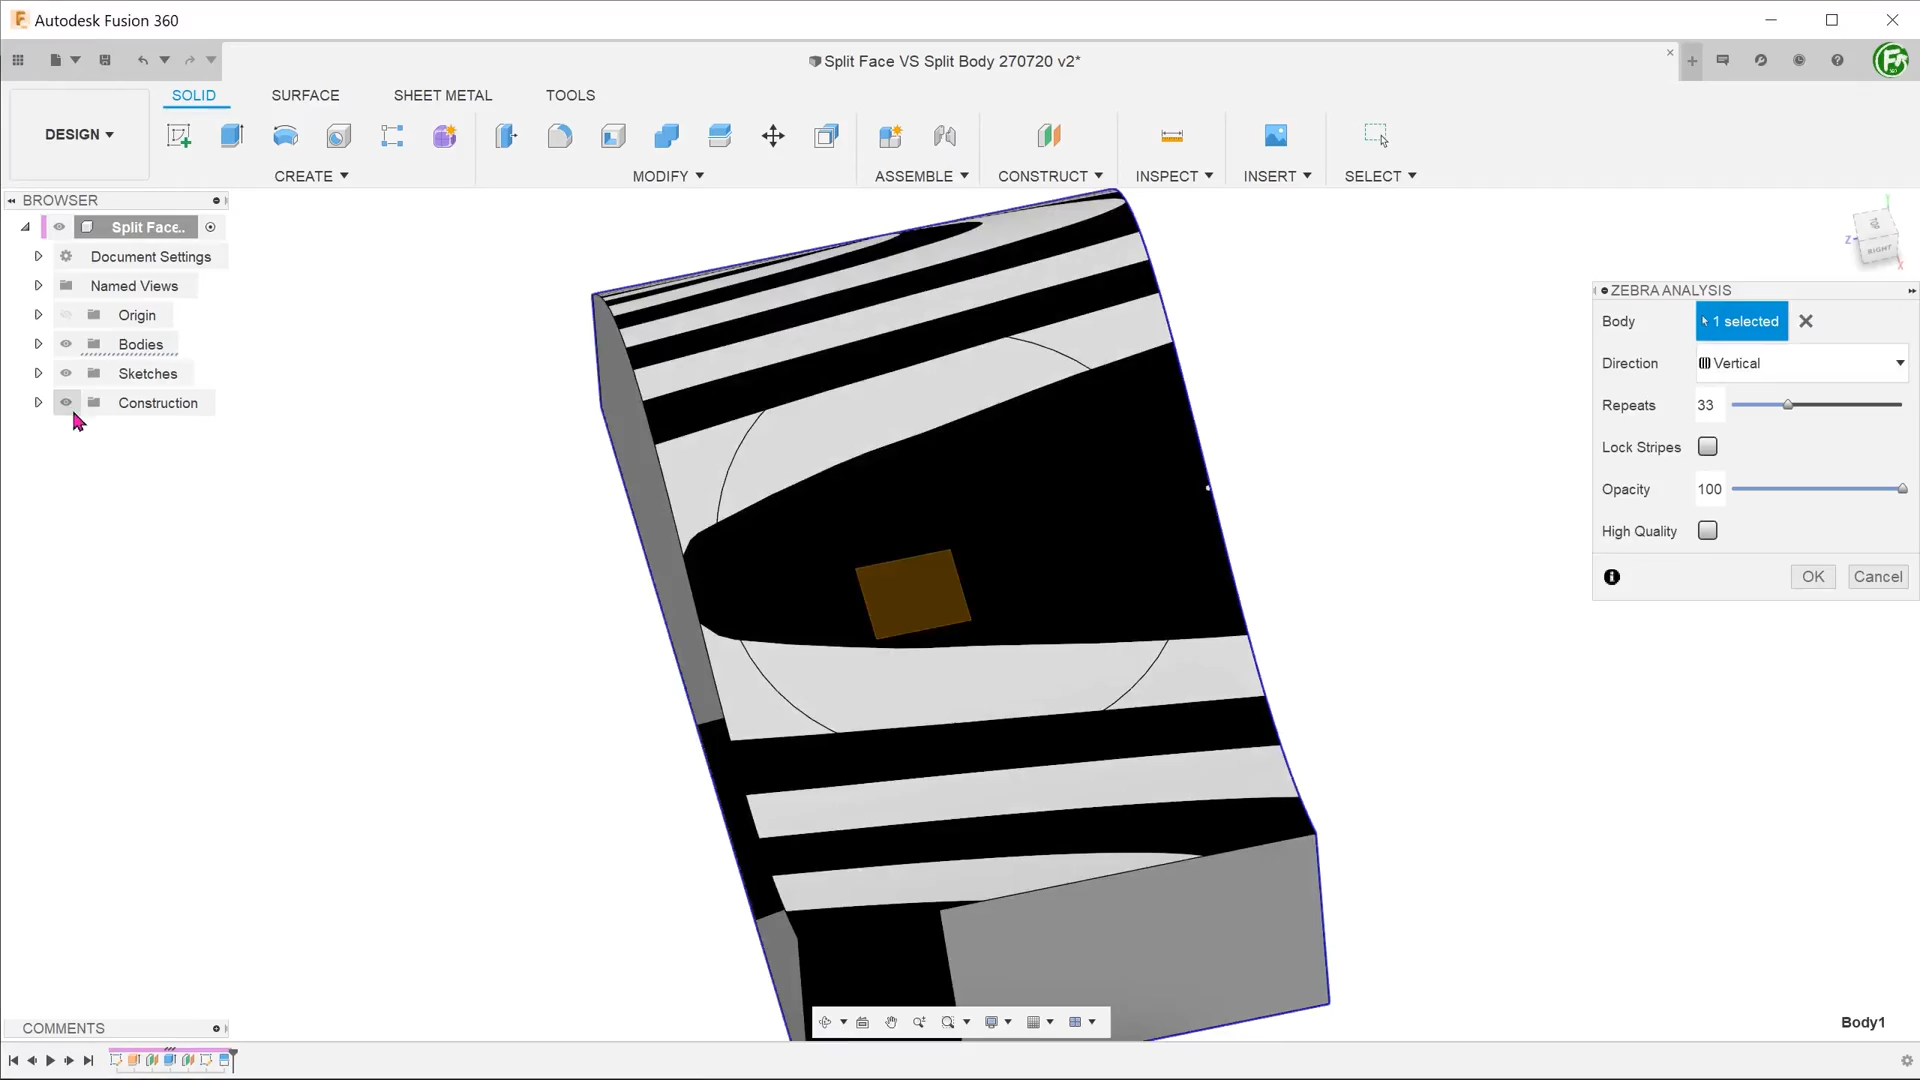 Autodesk Fusion 360
Split Face VS Split Body 270720 v2*
SOLID SURFACE SHEET METAL TOOLS
DESIGN
CREATE MODIFY ASSEMBLE CONSTRUCT INSPECT INSERT SELECT
BROWSER
Split Face..
Document Settings
Named Views
Origin
Bodies
Sketches
Construction
Z
RIGHT
X
ZEBRA ANALYSIS
Body 1 selected
Direction Vertical
Repeats 33
Lock Stripes
Opacity 100
High Quality
OK Cancel
COMMENTS
Body1